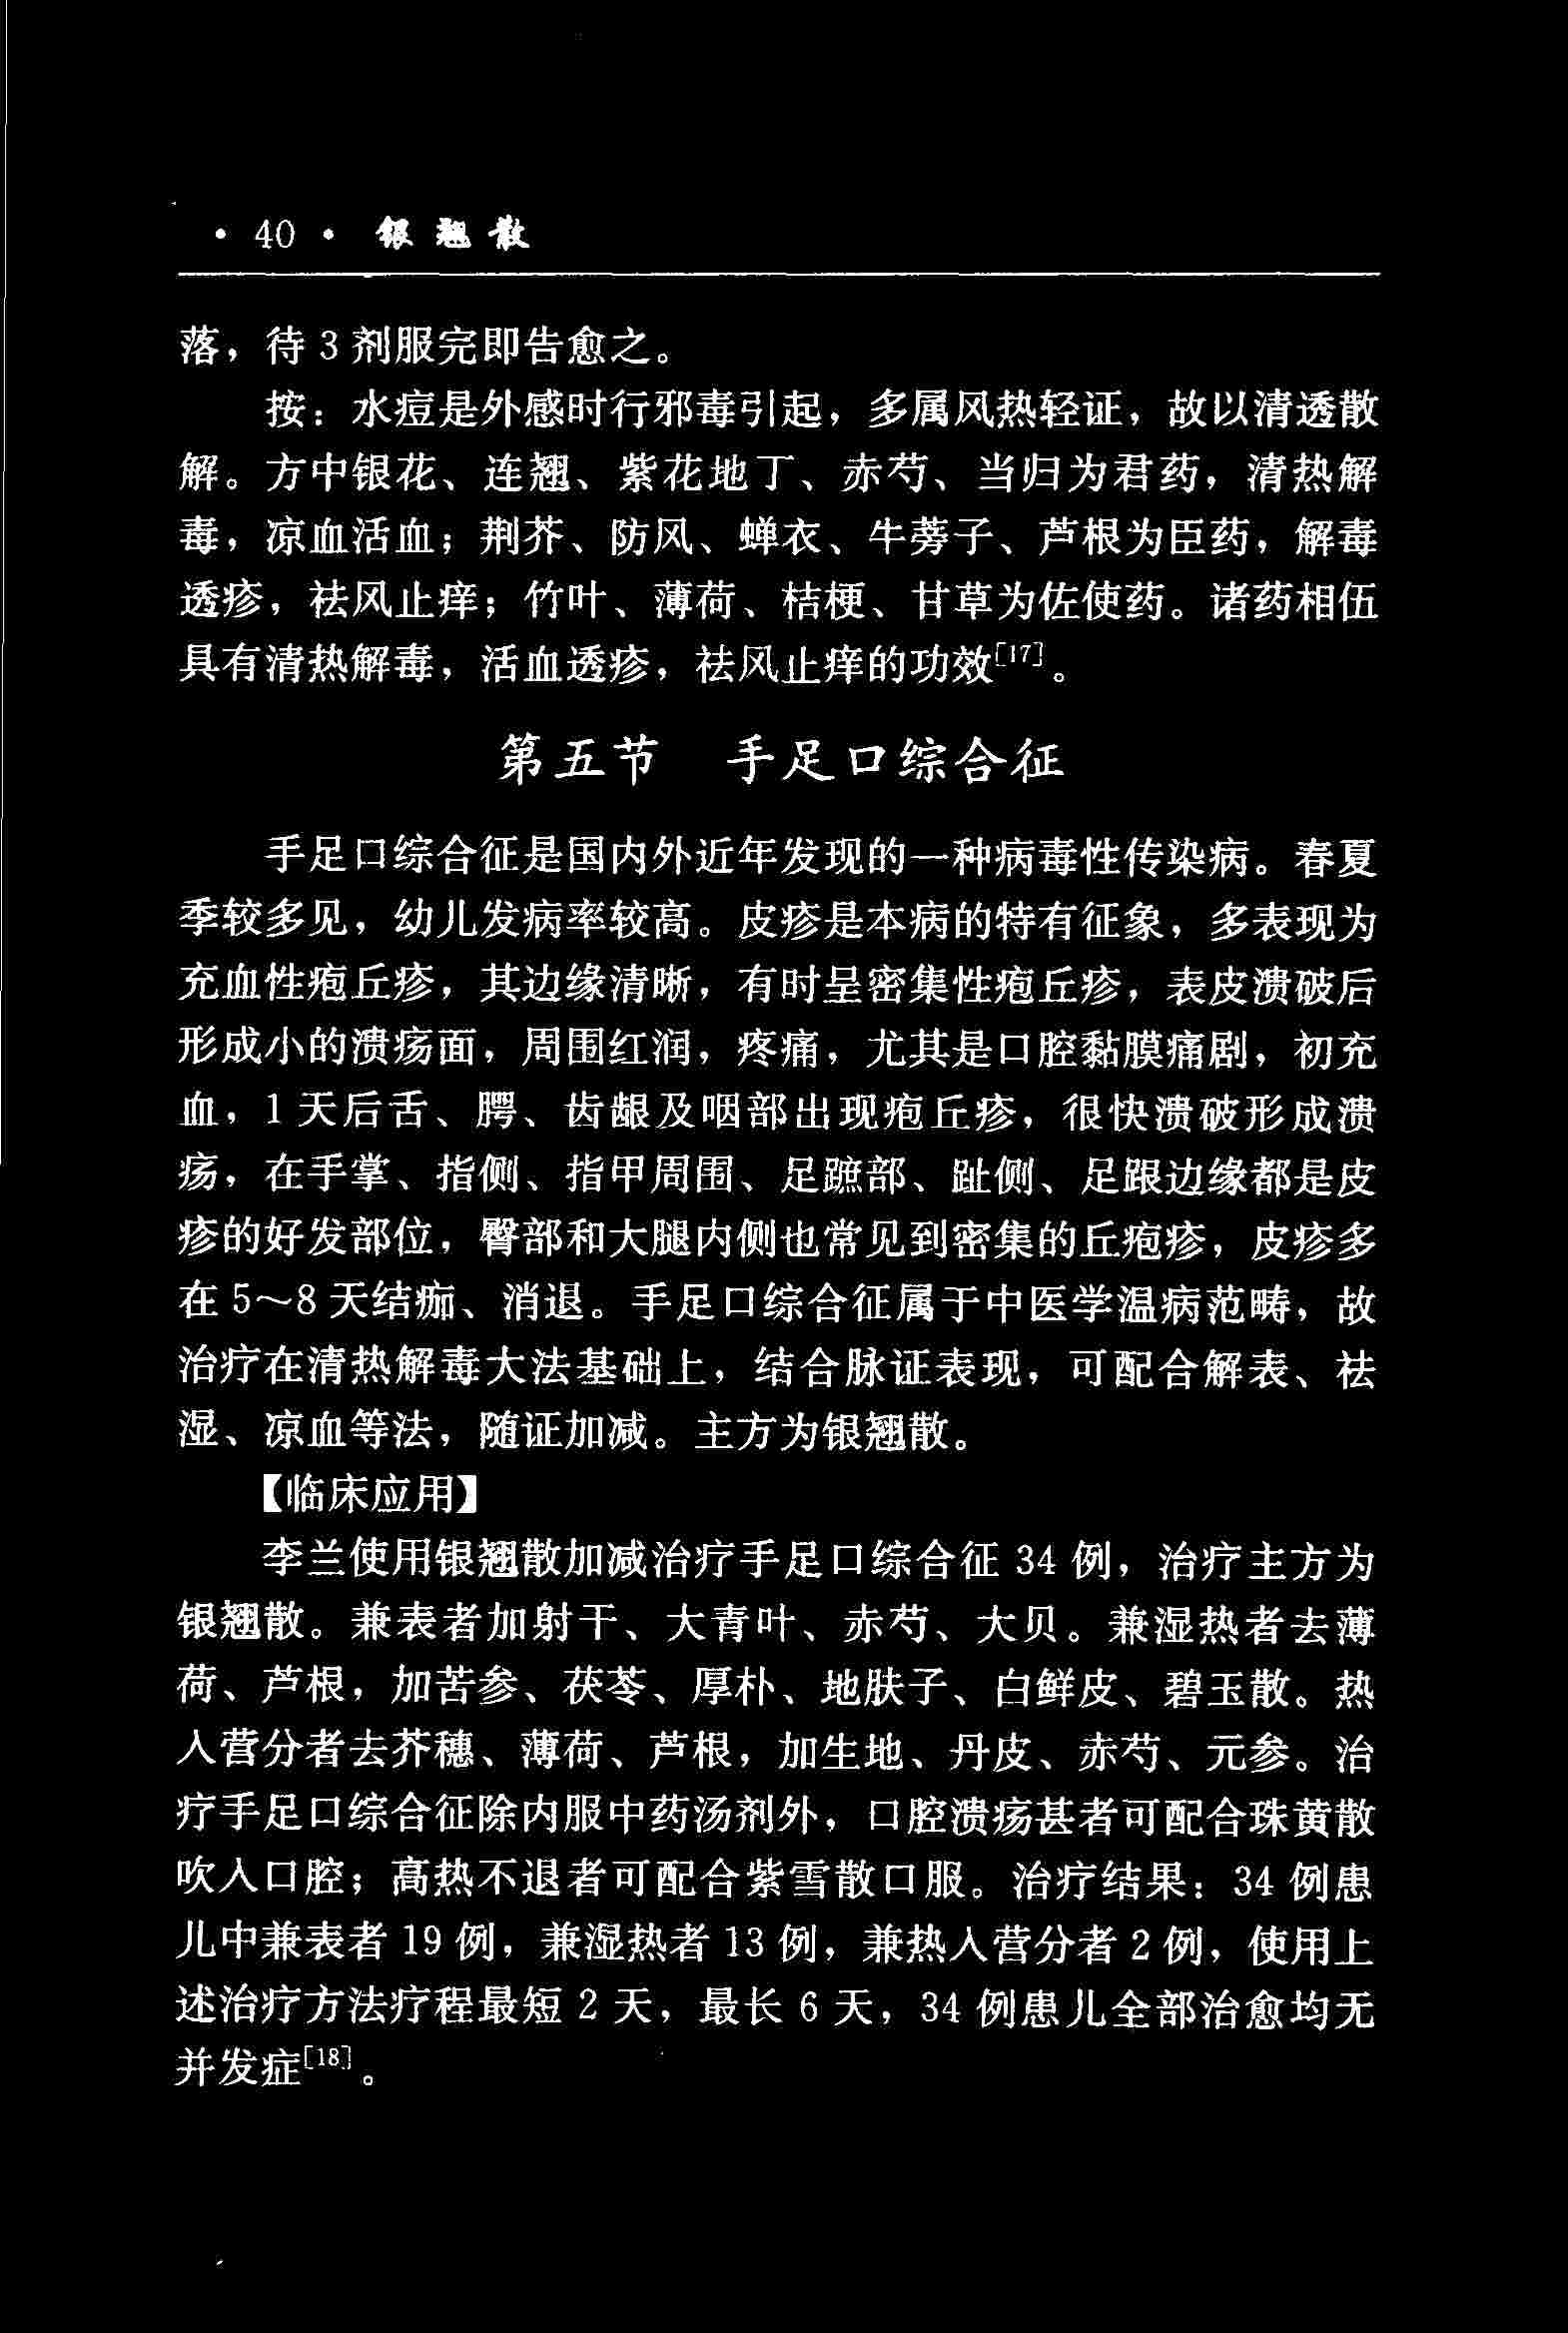 · 40 · 银翘散
落，待 3 剂服完即告愈之。
按：水痘是外感时行邪毒引起，多属风热轻证，故以清透散
解。方中银花、连翘、紫花地丁、赤芍、当归为君药，清热解
毒，凉血活血；荆芥、防风、蝉衣、牛蒡子、芦根为臣药，解毒
透疹，祛风止痒；竹叶、薄荷、桔梗、甘草为佐使药。诸药相伍
具有清热解毒，活血透疹，祛风止痒的功效[17]。
第五节 手足口综合征
手足口综合征是国内外近年发现的一种病毒性传染病。春夏
季较多见，幼儿发病率较高。皮疹是本病的特有征象，多表现为
充血性疱丘疹，其边缘清晰，有时呈密集性疱丘疹，表皮溃破后
形成小的溃疡面，周围红润，疼痛，尤其是口腔黏膜痛剧，初充
血，1 天后舌、腭、齿龈及咽部出现疱丘疹，很快溃破形成溃
疡，在手掌、指侧、指甲周围、足蹠部、趾侧、足跟边缘都是皮
疹的好发部位，臀部和大腿内侧也常见到密集的丘疱疹，皮疹多
在 5～8 天结痂、消退。手足口综合征属于中医学温病范畴，故
治疗在清热解毒大法基础上，结合脉证表现，可配合解表、祛
湿、凉血等法，随证加减。主方为银翘散。
【临床应用】
李兰使用银翘散加减治疗手足口综合征 34 例，治疗主方为
银翘散。兼表者加射干、大青叶、赤芍、大贝。兼湿热者去薄
荷、芦根，加苦参、茯苓、厚朴、地肤子、白鲜皮、碧玉散。热
入营分者去芥穗、薄荷、芦根，加生地、丹皮、赤芍、元参。治
疗手足口综合征除内服中药汤剂外，口腔溃疡甚者可配合珠黄散
吹入口腔；高热不退者可配合紫雪散口服。治疗结果：34 例患
儿中兼表者 19 例，兼湿热者 13 例，兼热入营分者 2 例，使用上
述治疗方法疗程最短 2 天，最长 6 天，34 例患儿全部治愈均无
并发症[18]。